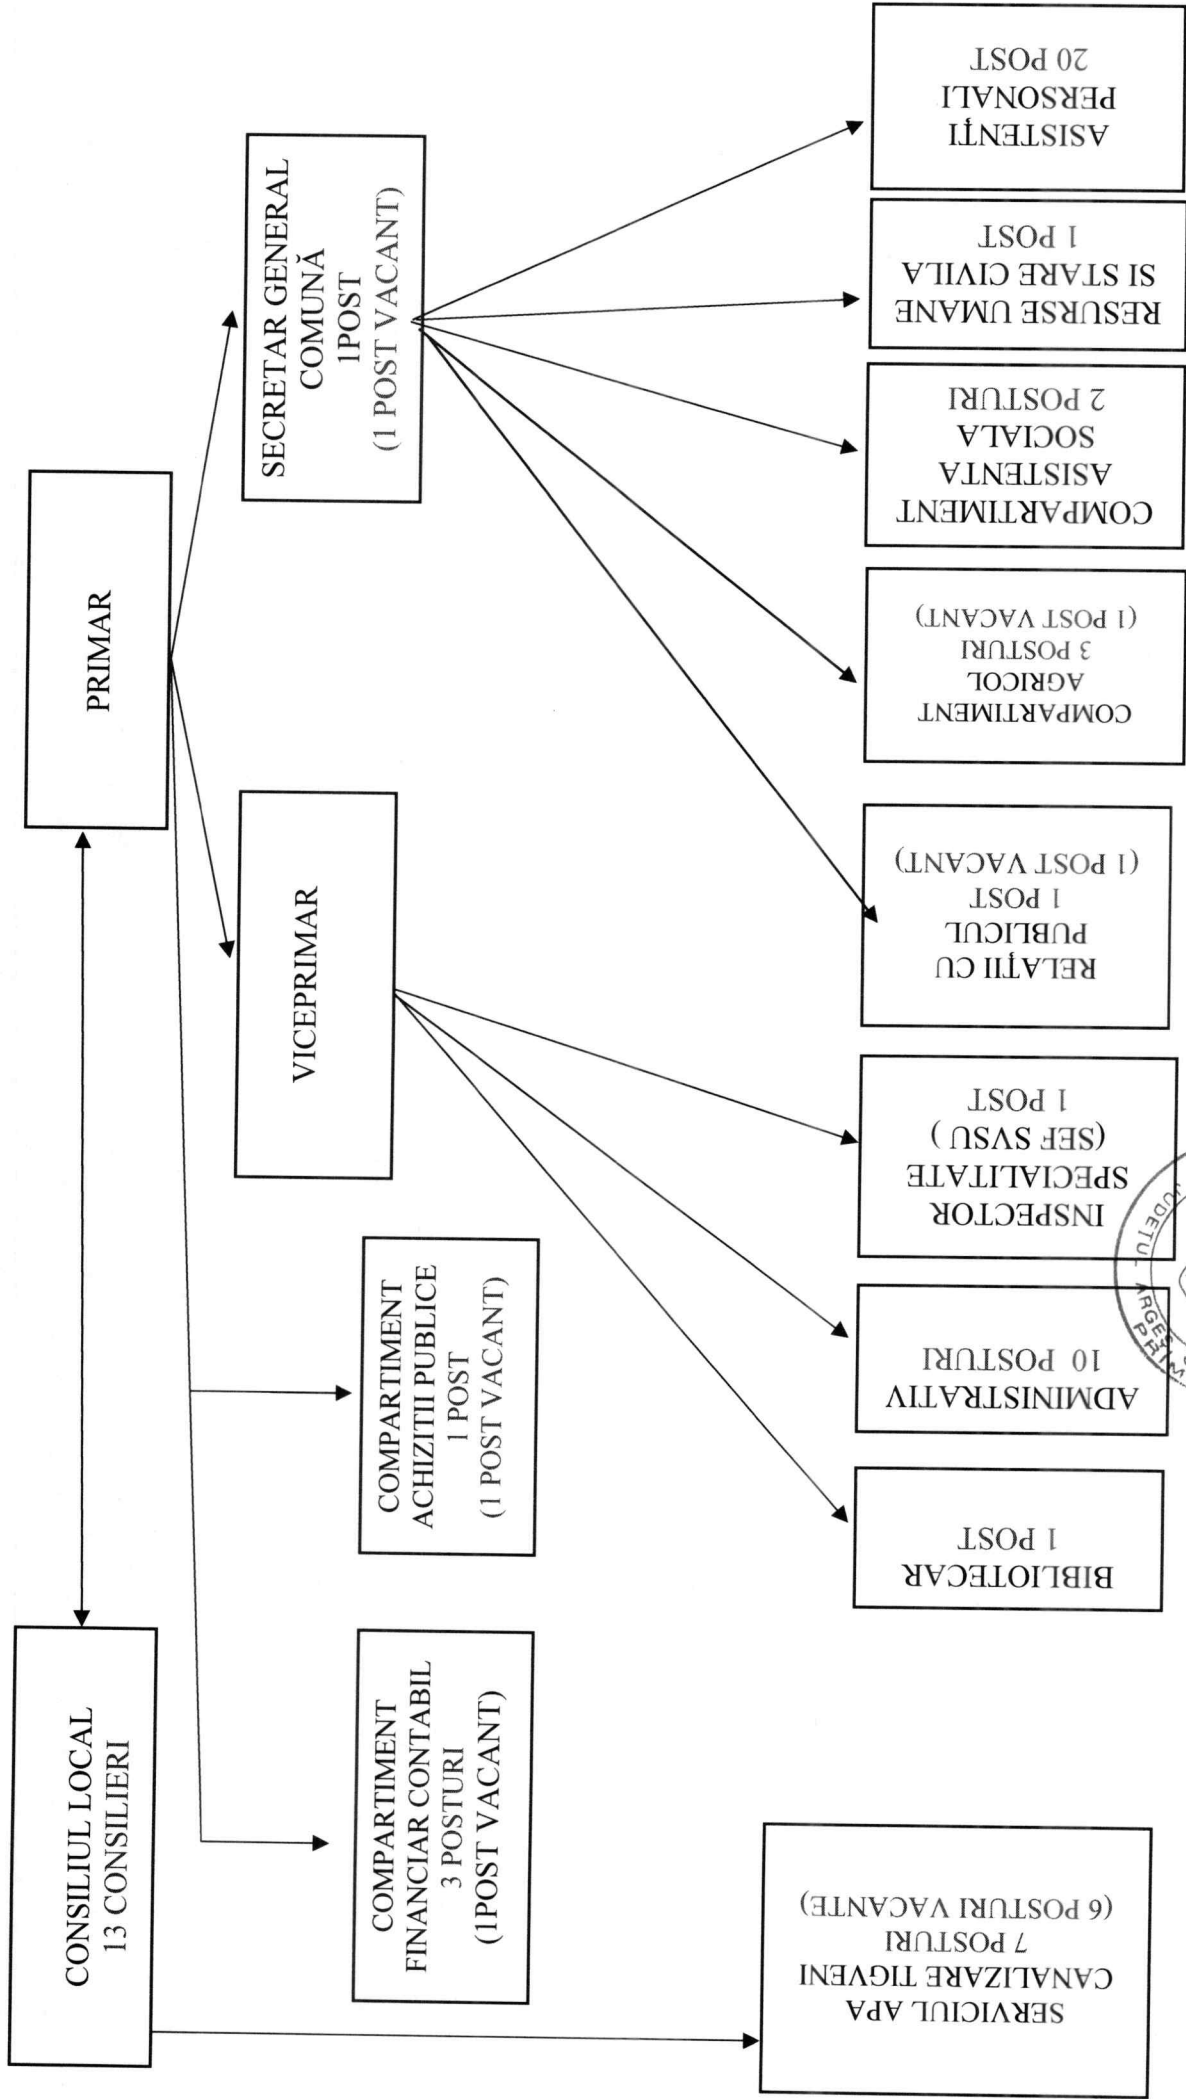 CONSILIUL LOCAL
13 CONSILIERI
PRIMAR
VICEPRIMAR
SECRETAR GENERAL
COMUNĂ
1POST
(1 POST VACANT)
COMPARTIMENT
FINANCIAR CONTABIL
3 POSTURI
(1POST VACANT)
COMPARTIMENT
ACHIZITII PUBLICE
1 POST
(1 POST VACANT)
SERVICIUL APA
CANALIZARE TIGVENI
7 POSTURI
(6 POSTURI VACANTE)
BIBLIOTECAR
1 POST
ADMINISTRATIV
10 POSTURI
INSPECTOR
SPECIALITATE
(SEF SVSU )
1 POST
RELAŢII CU
PUBLICUL
1 POST
(1 POST VACANT)
COMPARTIMENT
AGRICOL
3 POSTURI
(1 POST VACANT)
COMPARTIMENT
ASISTENTA
SOCIALA
2 POSTURI
RESURSE UMANE
SI STARE CIVILA
1 POST
ASISTENŢI
PERSONALI
20 POST
JUDETUL ARGES